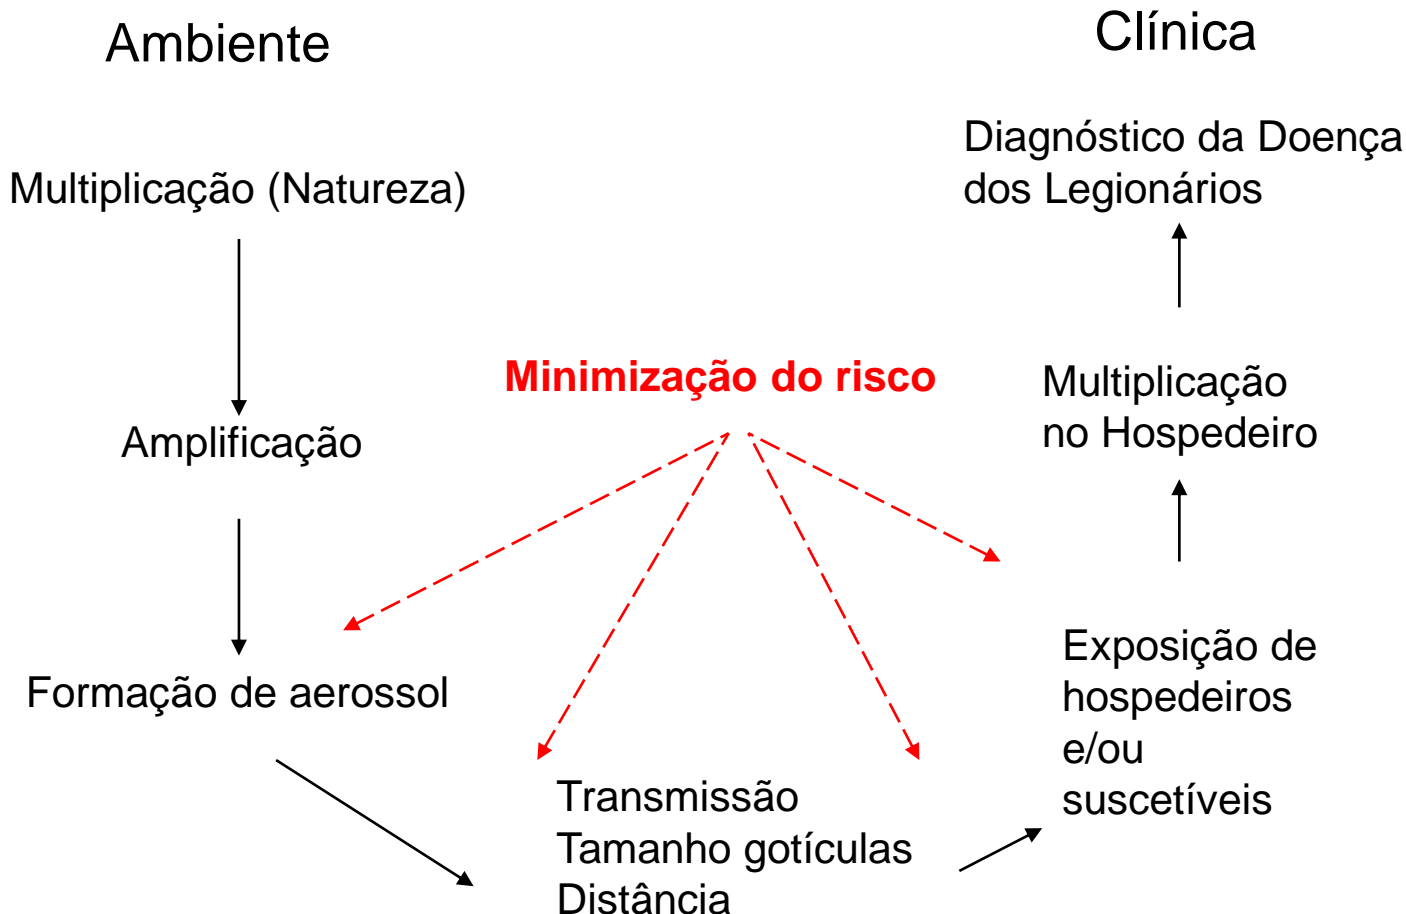 Ambiente
Clínica
Diagnóstico da Doença
dos Legionários
Multiplicação (Natureza)
Minimização do risco
Multiplicação
no Hospedeiro
Amplificação
Exposição de
hospedeiros
e/ou
suscetíveis
Formação de aerossol
Transmissão
Tamanho gotículas
Distância